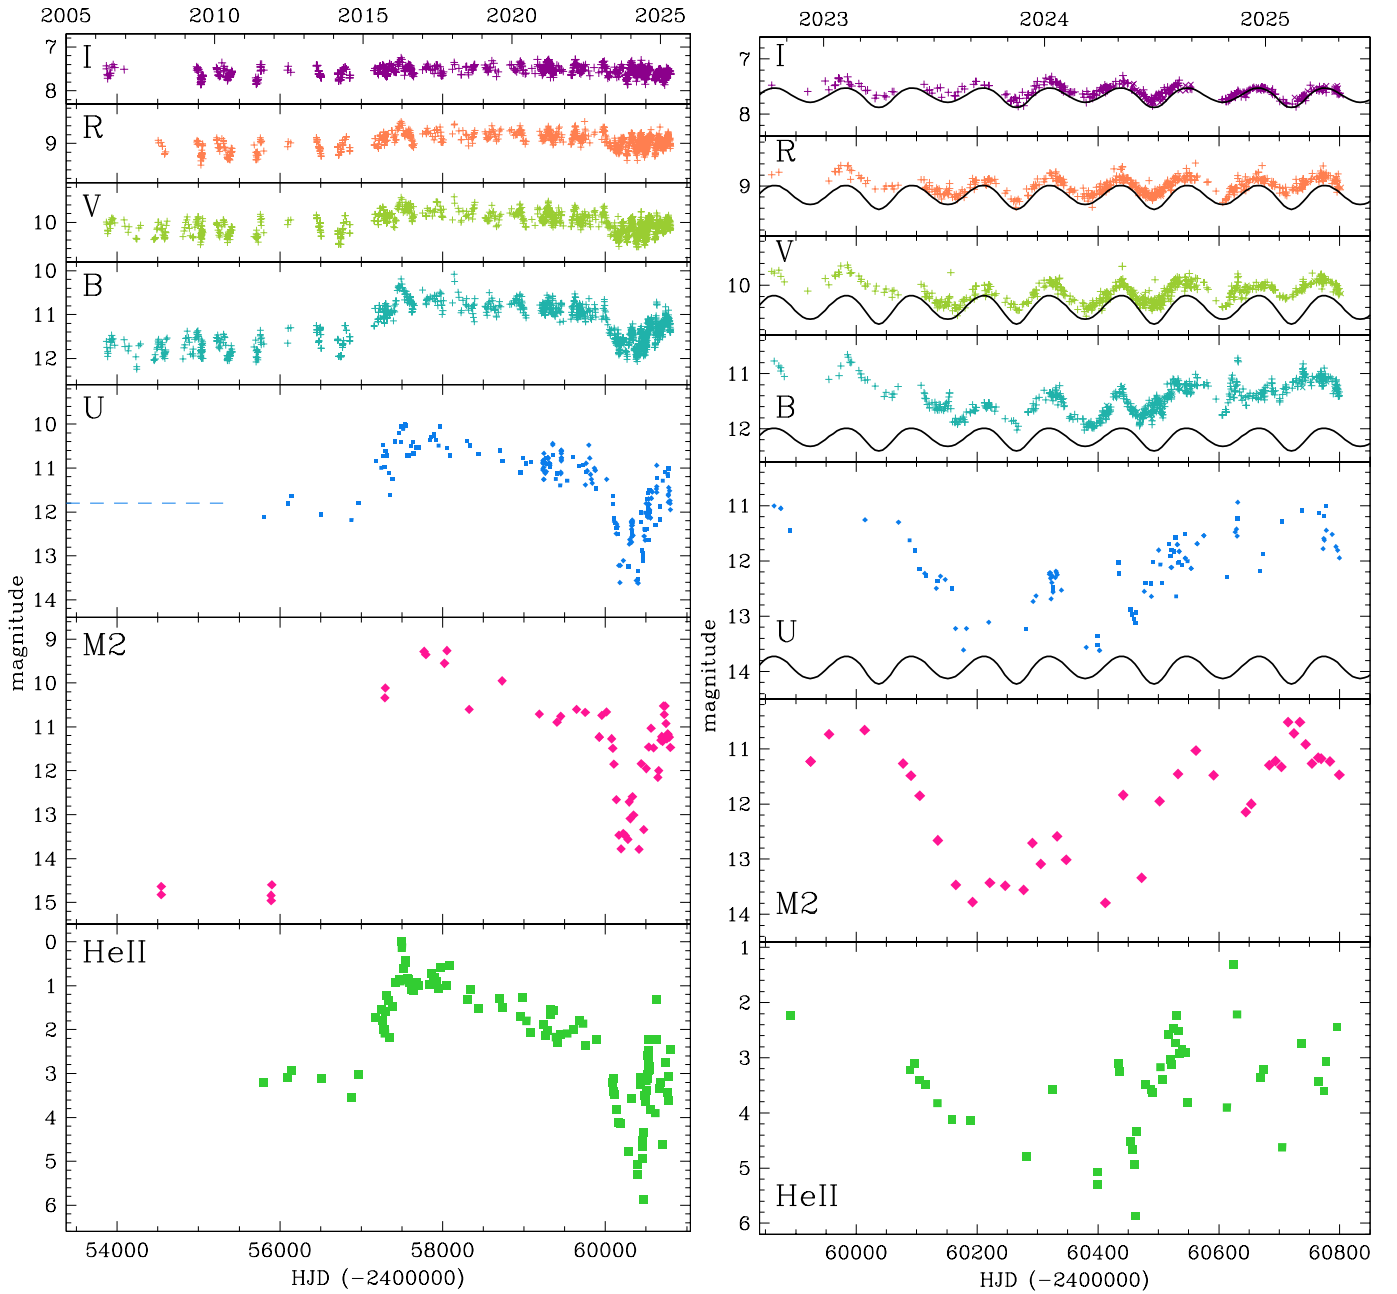 2005 2010 2015 2020 2025
I
7
8
R
9
V
10
B
10
11
12
U
10
11
12
13
14
M2
9
10
11
12
13
14
15
HeII
0
1
2
3
4
5
6
magnitude
54000 56000 58000 60000
HJD (−2400000)
2023 2024 2025
I
7
8
R
9
V
10
B
11
12
U
11
12
13
14
M2
11
12
13
14
HeII
1
2
3
4
5
6
magnitude
60000 60200 60400 60600 60800
HJD (−2400000)